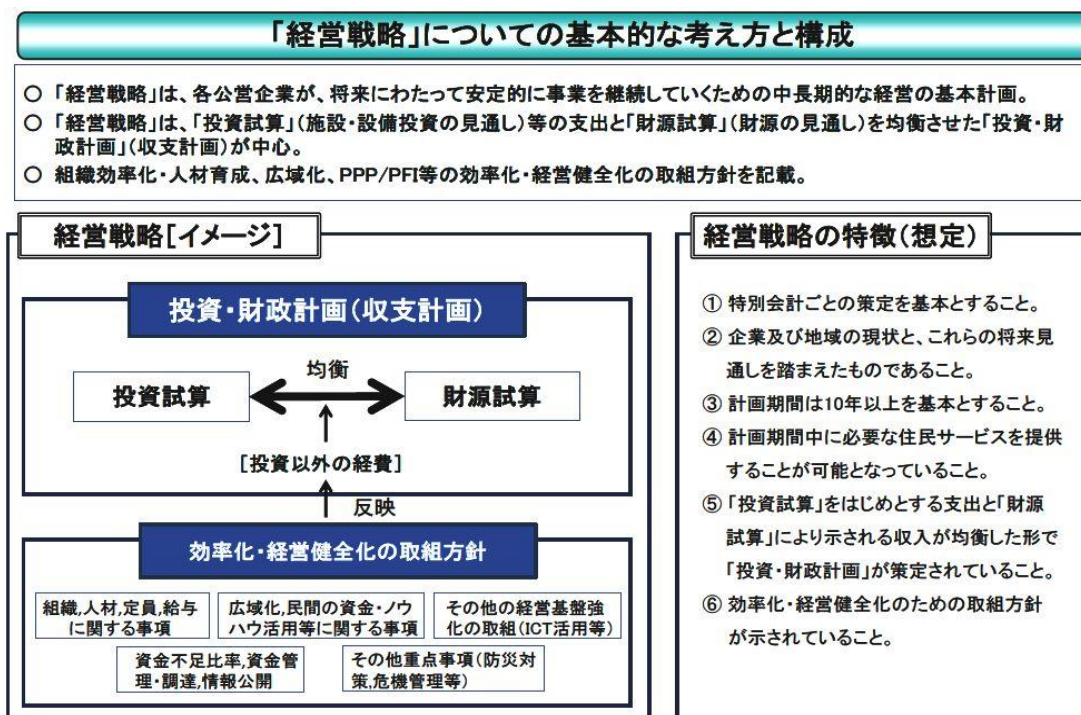 「経営戦略」についての基本的な考え方と構成
○ 「経営戦略」は、各公営企業が、将来にわたって安定的に事業を継続していくための中長期的な経営の基本計画。
○ 「経営戦略」は、「投資試算」(施設・設備投資の見通し)等の支出と「財源試算」(財源の見通し)を均衡させた「投資・財
政計画」(収支計画)が中心。
○ 組織効率化・人材育成、広域化、PPP/PFI等の効率化・経営健全化の取組方針を記載。
経営戦略[イメージ]
投資・財政計画(収支計画)
均衡
投資試算
財源試算
[投資以外の経費]
反映
効率化・経営健全化の取組方針
組織,人材,定員,給与
に関する事項
広域化,民間の資金・ノウ
ハウ活用等に関する事項
その他の経営基盤強
化の取組(ICT活用等)
資金不足比率,資金管
理・調達,情報公開
その他重点事項(防災対
策,危機管理等)
経営戦略の特徴(想定)
① 特別会計ごとの策定を基本とすること。
② 企業及び地域の現状と、これらの将来見
通しを踏まえたものであること。
③ 計画期間は10年以上を基本とすること。
④ 計画期間中に必要な住民サービスを提供
することが可能となっていること。
⑤ 「投資試算」をはじめとする支出と「財源
試算」により示される収入が均衡した形で
「投資・財政計画」が策定されていること。
⑥ 効率化・経営健全化のための取組方針
が示されていること。